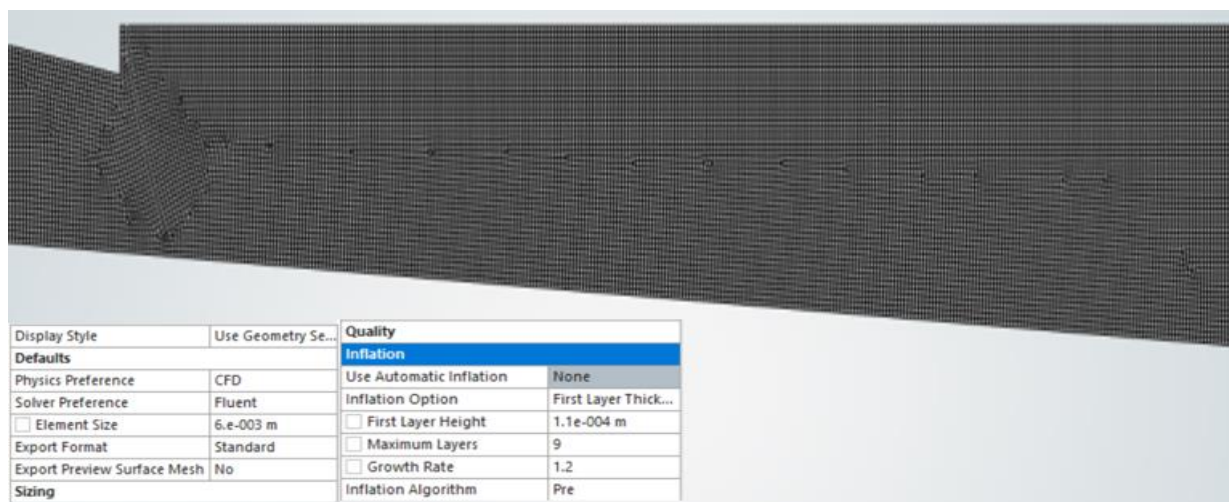 Display Style Use Geometry Se...
Defaults
Physics Preference CFD
Solver Preference Fluent
Element Size 6.e-003 m
Export Format Standard
Export Preview Surface Mesh No
Sizing
Quality
Inflation
Use Automatic Inflation None
Inflation Option First Layer Thick...
First Layer Height 1.1e-004 m
Maximum Layers 9
Growth Rate 1.2
Inflation Algorithm Pre